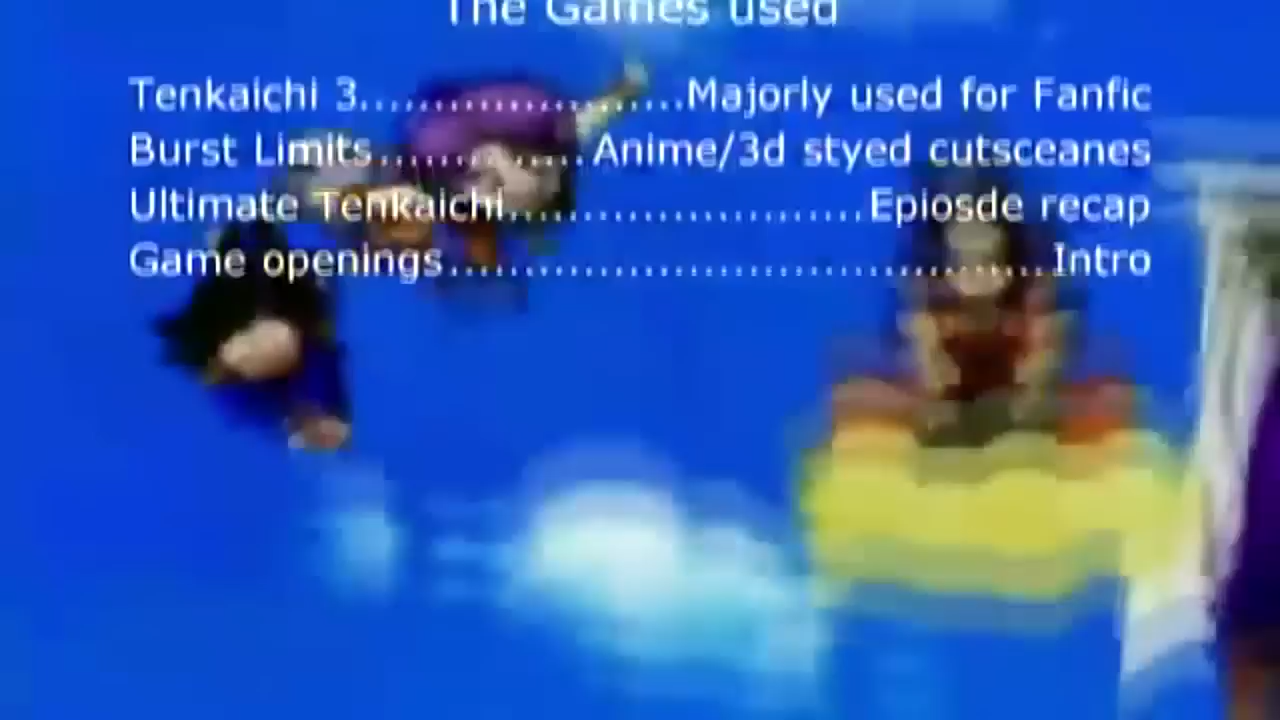 The Games used
Tenkaichi 3......................Majorly used for Fanfic
Burst Limits..............Anime/3d styed cutsceanes
Ultimate Tenkaichi........................Epiosde recap
Game openings.........................................Intro